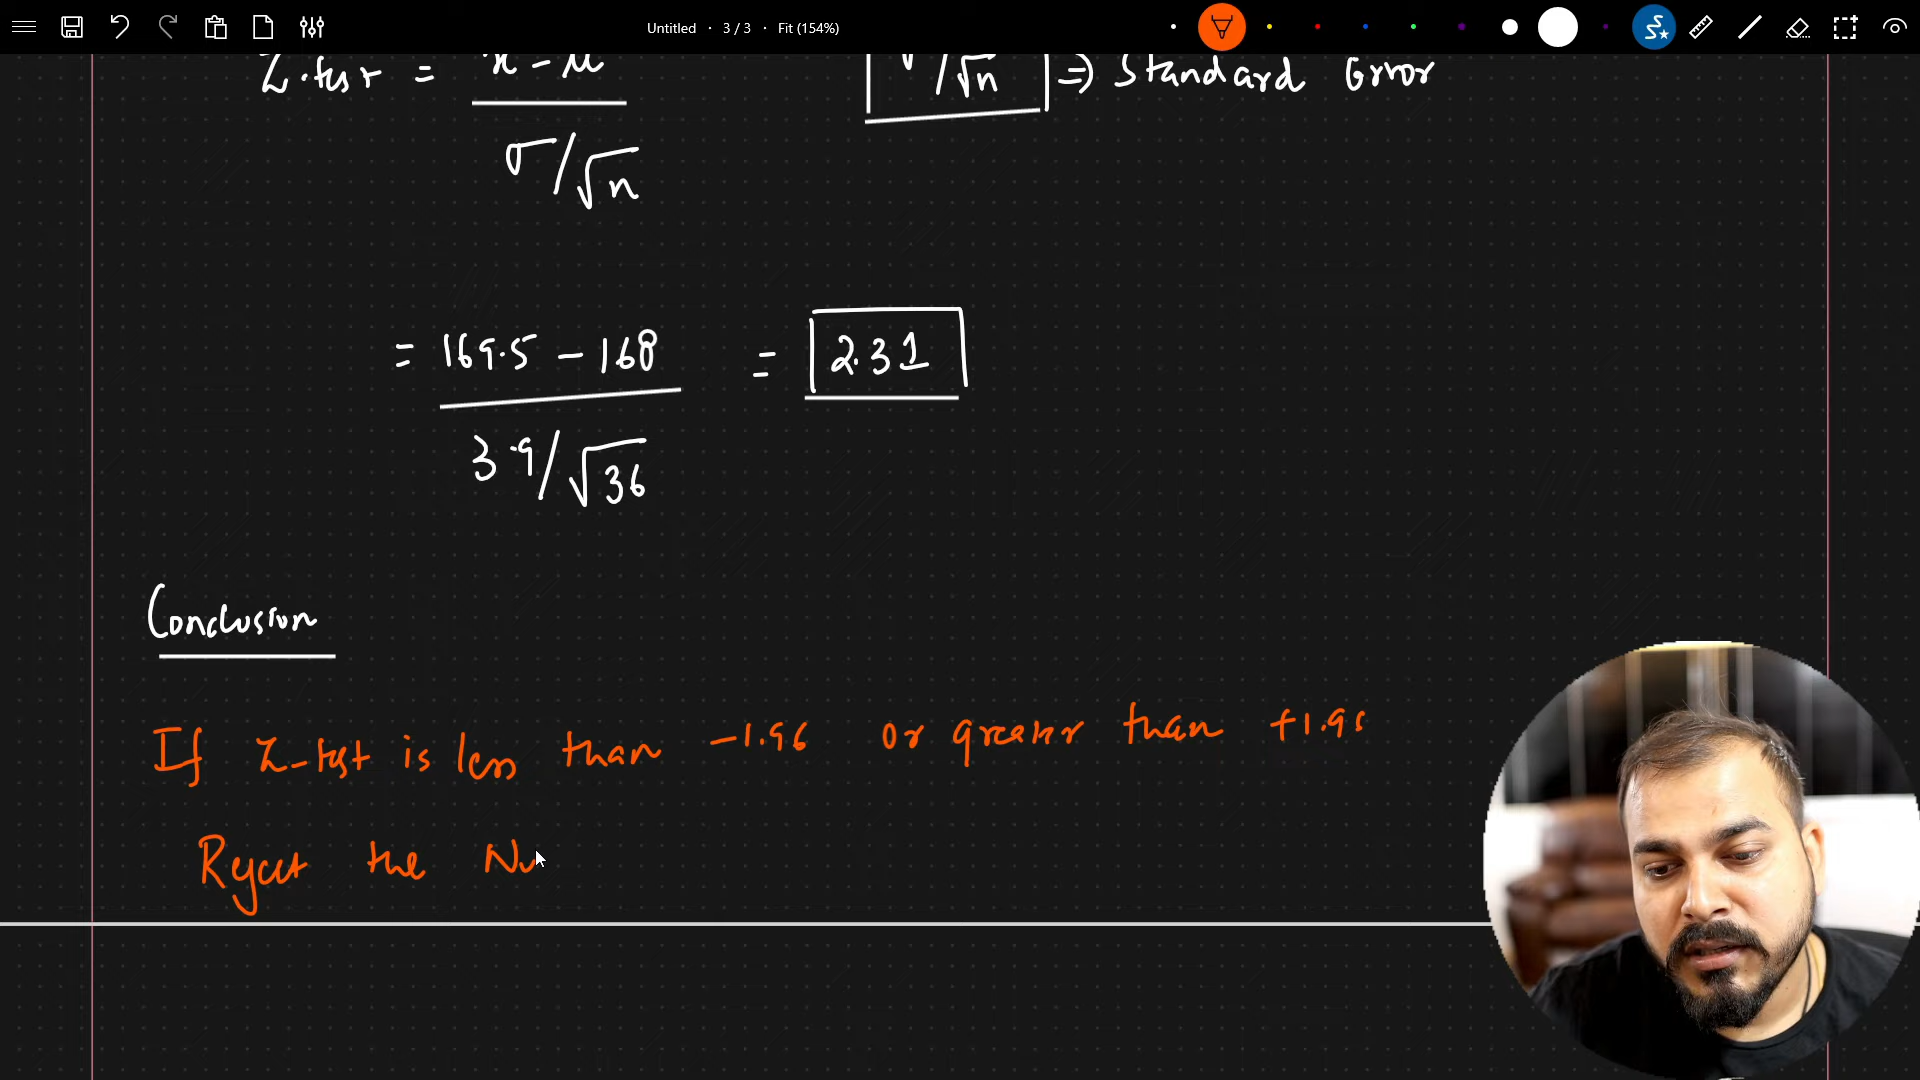 Untitled · 3 / 3 · Fit (154%)
Z-test = x̄ - μ
σ/√n
σ/√n => Standard Error
= 169.5 - 168 = 2.31
3.9/√36
Conclusion
If Z-test is less than -1.96 or greater than +1.96
Reject the Nu